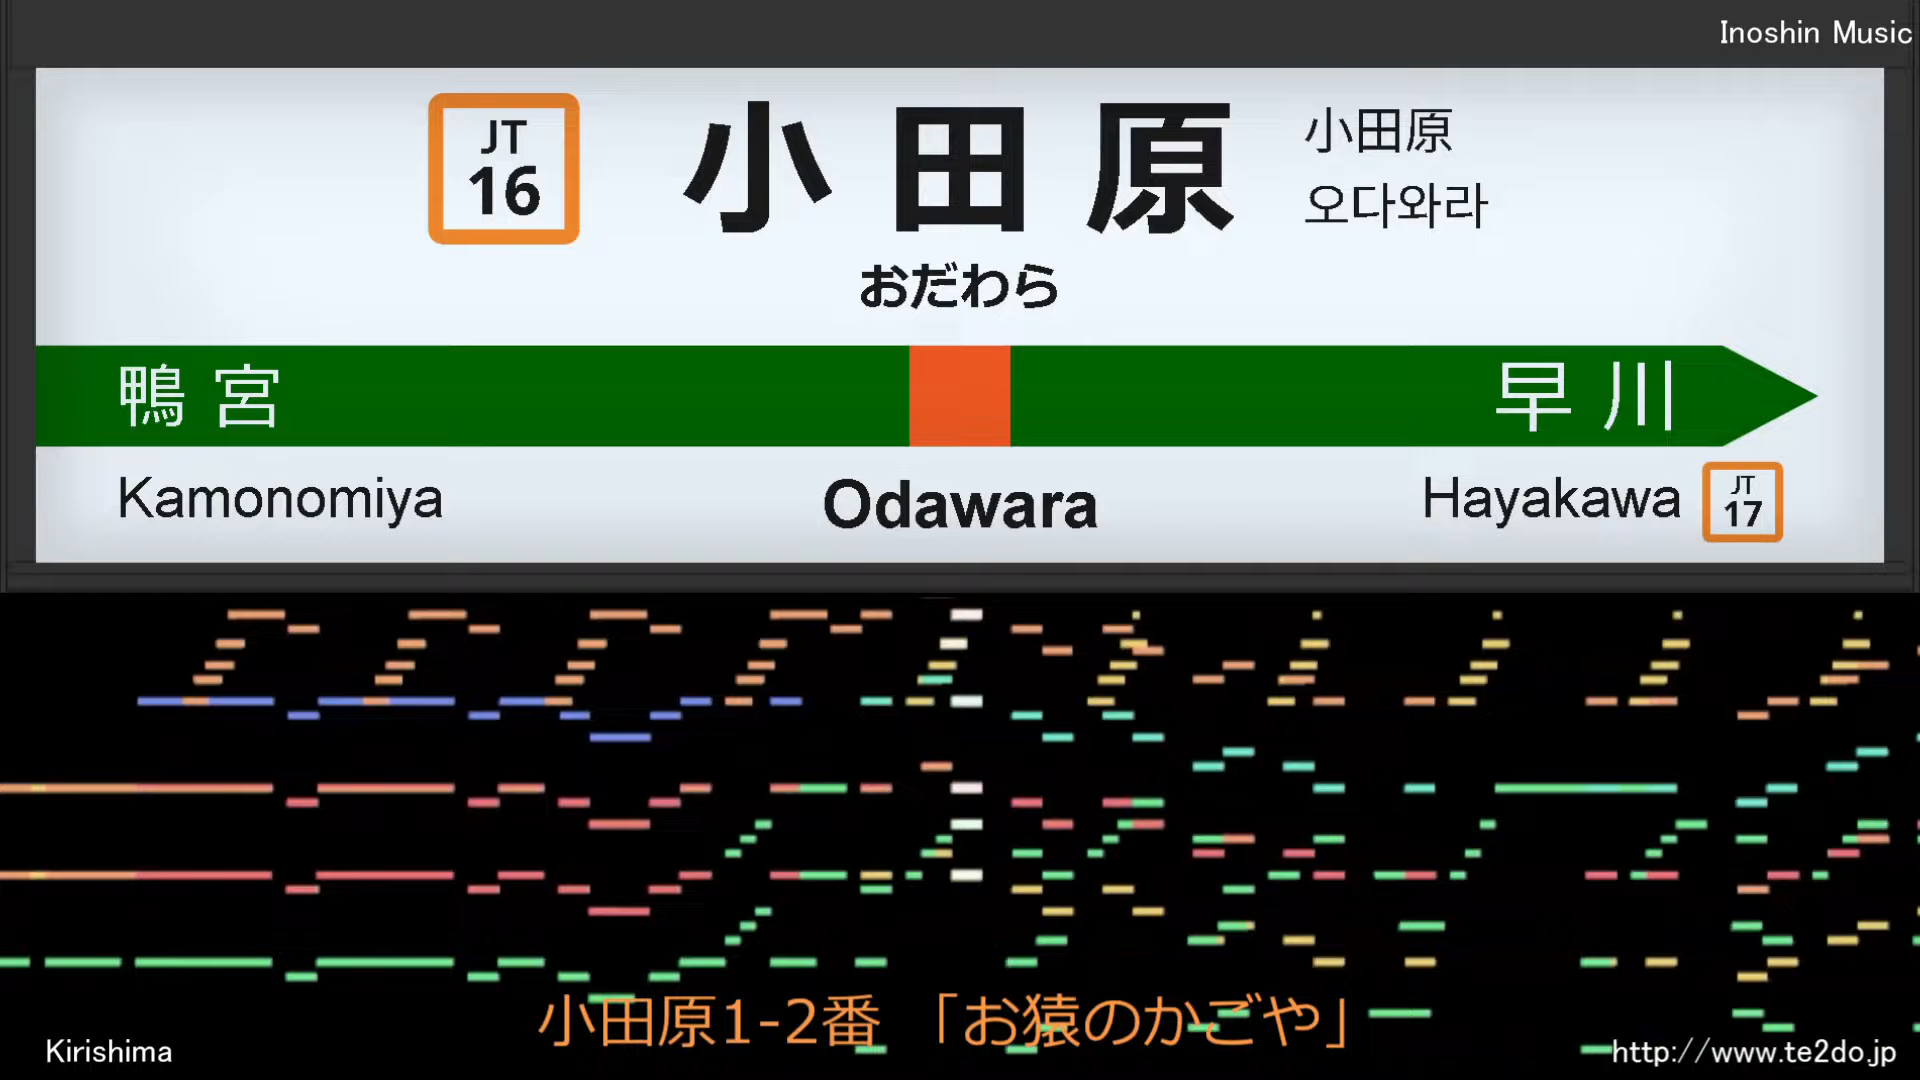 Inoshin Music
JT
16
小田原
小田原
오다와라
おだわら
鴨宮
早川
Kamonomiya
Odawara
Hayakawa
JT
17
小田原1-2番 「お猿のかごや」
Kirishima
http://www.te2do.jp